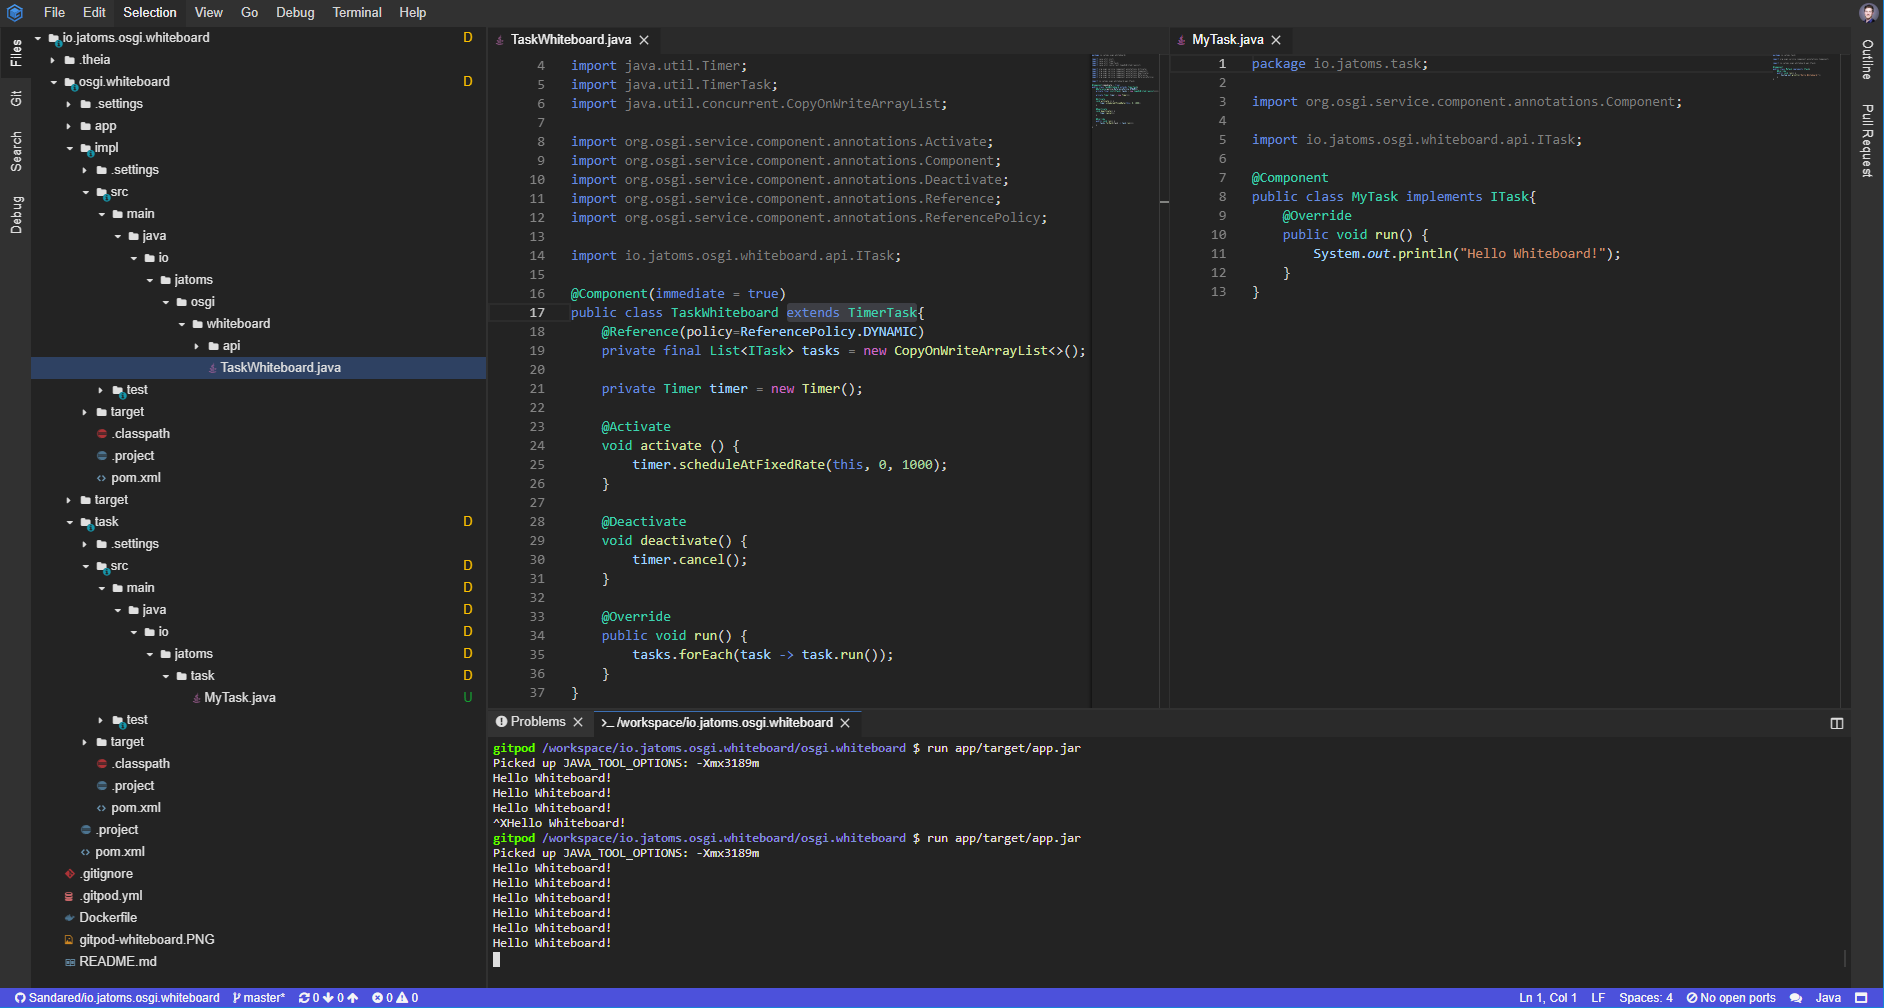 File Edit Selection View Go Debug Terminal Help
Files
Git
Search
Debug
io.jatoms.osgi.whiteboard D
.theia
osgi.whiteboard D
.settings
app
impl
.settings
src
main
java
io
jatoms
osgi
whiteboard
api
TaskWhiteboard.java
test
target
.classpath
.project
pom.xml
target
task D
.settings
src D
main D
java D
io D
jatoms D
task D
MyTask.java U
test
target
.classpath
.project
pom.xml
.project
pom.xml
.gitignore
.gitpod.yml
Dockerfile
gitpod-whiteboard.PNG
README.md
TaskWhiteboard.java
4 import java.util.Timer;
5 import java.util.TimerTask;
6 import java.util.concurrent.CopyOnWriteArrayList;
7
8 import org.osgi.service.component.annotations.Activate;
9 import org.osgi.service.component.annotations.Component;
10 import org.osgi.service.component.annotations.Deactivate;
11 import org.osgi.service.component.annotations.Reference;
12 import org.osgi.service.component.annotations.ReferencePolicy;
13
14 import io.jatoms.osgi.whiteboard.api.ITask;
15
16 @Component(immediate = true)
17 public class TaskWhiteboard extends TimerTask{
18 @Reference(policy=ReferencePolicy.DYNAMIC)
19 private final List<ITask> tasks = new CopyOnWriteArrayList<>();
20
21 private Timer timer = new Timer();
22
23 @Activate
24 void activate () {
25 timer.scheduleAtFixedRate(this, 0, 1000);
26 }
27
28 @Deactivate
29 void deactivate() {
30 timer.cancel();
31 }
32
33 @Override
34 public void run() {
35 tasks.forEach(task -> task.run());
36 }
37 }
MyTask.java
1 package io.jatoms.task;
2
3 import org.osgi.service.component.annotations.Component;
4
5 import io.jatoms.osgi.whiteboard.api.ITask;
6
7 @Component
8 public class MyTask implements ITask{
9 @Override
10 public void run() {
11 System.out.println("Hello Whiteboard!");
12 }
13 }
Outline
Pull Request
Problems
>_ /workspace/io.jatoms.osgi.whiteboard
gitpod /workspace/io.jatoms.osgi.whiteboard/osgi.whiteboard $ run app/target/app.jar
Picked up JAVA_TOOL_OPTIONS: -Xmx3189m
Hello Whiteboard!
Hello Whiteboard!
Hello Whiteboard!
^XHello Whiteboard!
gitpod /workspace/io.jatoms.osgi.whiteboard/osgi.whiteboard $ run app/target/app.jar
Picked up JAVA_TOOL_OPTIONS: -Xmx3189m
Hello Whiteboard!
Hello Whiteboard!
Hello Whiteboard!
Hello Whiteboard!
Hello Whiteboard!
Hello Whiteboard!
Sandared/io.jatoms.osgi.whiteboard master* 0 0 0 0 Ln 1, Col 1 LF Spaces: 4 No open ports Java